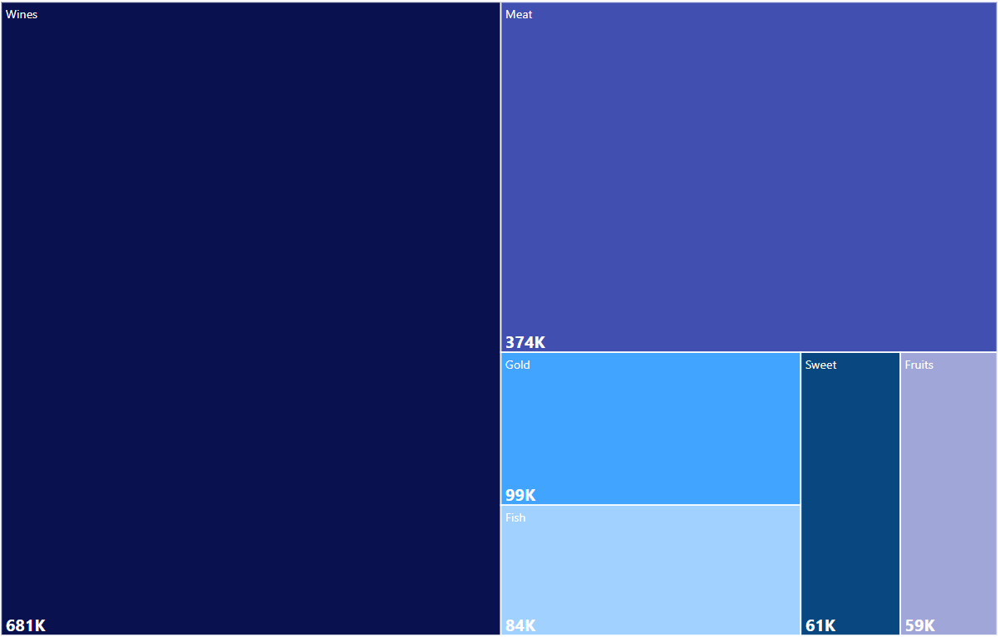 Wines
681K
Meat
374K
Gold
99K
Fish
84K
Sweet
61K
Fruits
59K